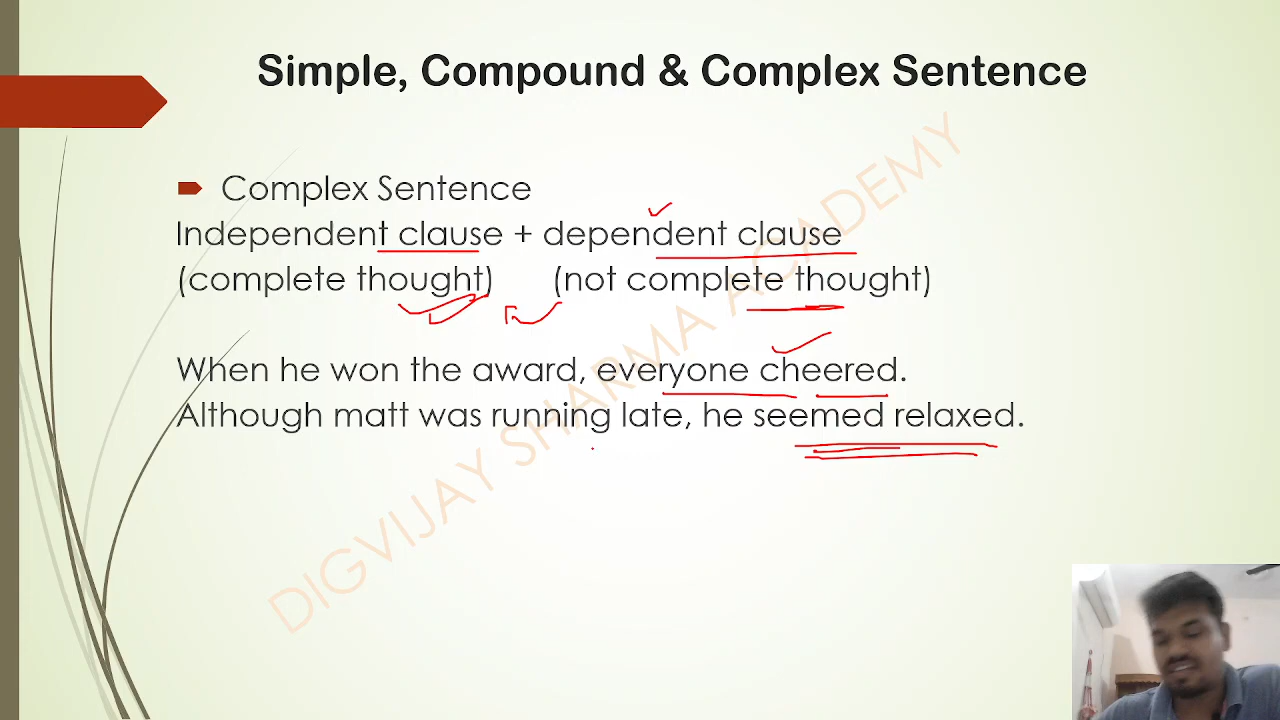 Simple, Compound & Complex Sentence
Complex Sentence
Independent clause + dependent clause
(complete thought) (not complete thought)
When he won the award, everyone cheered.
Although matt was running late, he seemed relaxed.
DIGVIJAY SHARMA ACADEMY